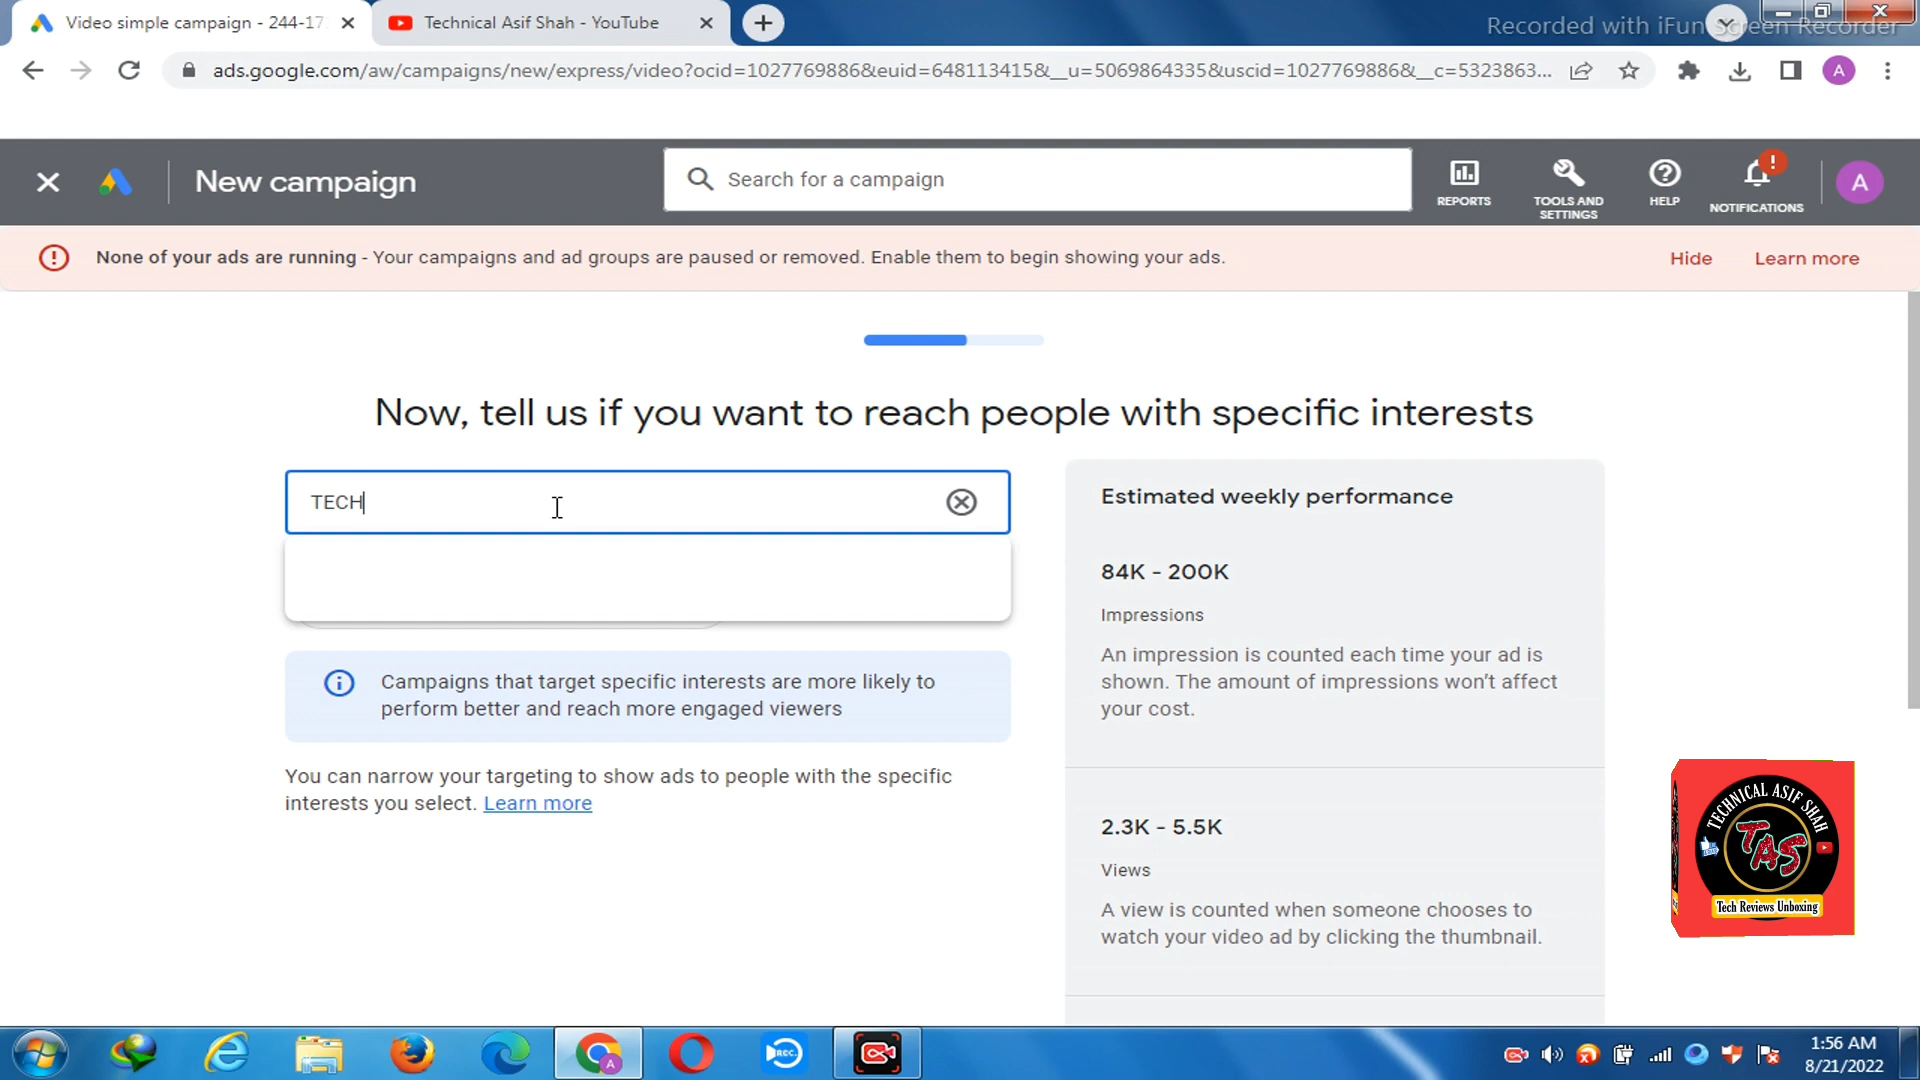 Video simple campaign - 244-17
Technical Asif Shah - YouTube
Recorded with iFun Screen Recorder
ads.google.com/aw/campaigns/new/express/video?ocid=1027769886&euid=648113415&__u=5069864335&uscid=1027769886&__c=5323863...
A
New campaign
Search for a campaign
REPORTS
TOOLS AND
SETTINGS
HELP
NOTIFICATIONS
A
None of your ads are running - Your campaigns and ad groups are paused or removed. Enable them to begin showing your ads.
Hide
Learn more
Now, tell us if you want to reach people with specific interests
TECH
Campaigns that target specific interests are more likely to
perform better and reach more engaged viewers
You can narrow your targeting to show ads to people with the specific
interests you select. Learn more
Estimated weekly performance
84K - 200K
Impressions
An impression is counted each time your ad is
shown. The amount of impressions won't affect
your cost.
2.3K - 5.5K
Views
A view is counted when someone chooses to
watch your video ad by clicking the thumbnail.
TECHNICAL ASIF SHAH
TAS
Tech Reviews Unboxing
A
REC.
1:56 AM
8/21/2022